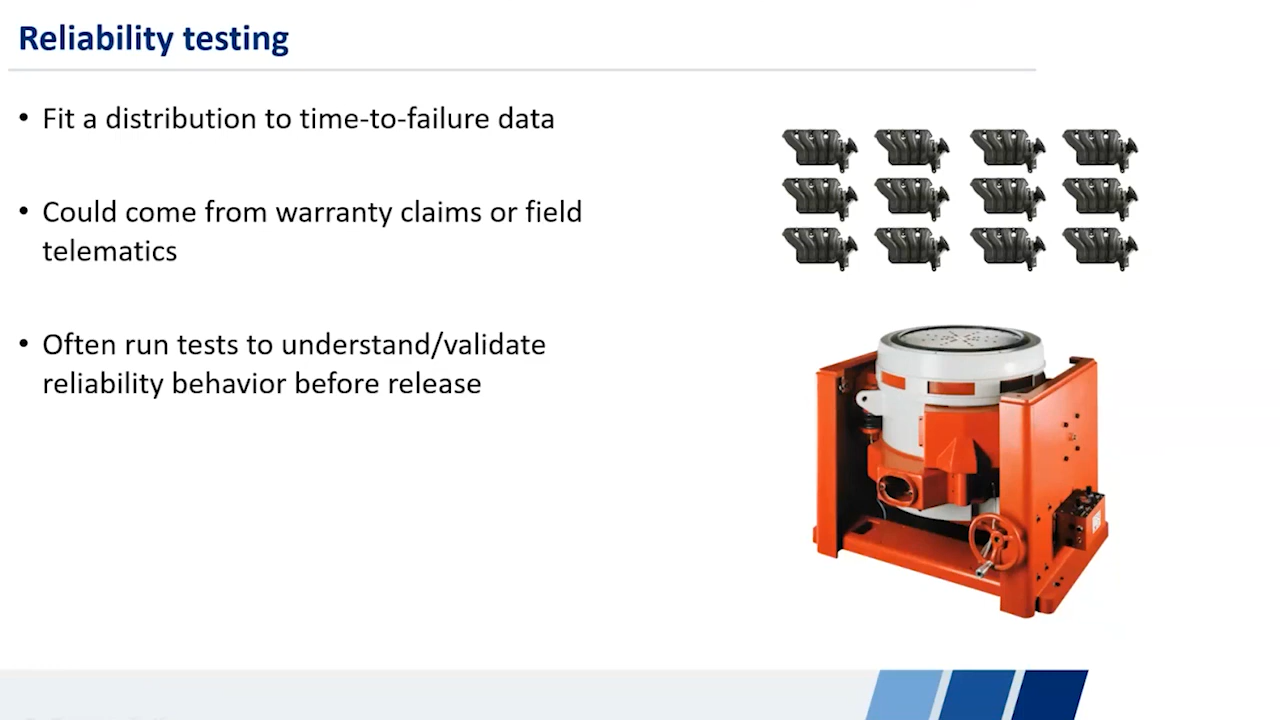 Reliability testing
• Fit a distribution to time-to-failure data
• Could come from warranty claims or field
telematics
• Often run tests to understand/validate
reliability behavior before release